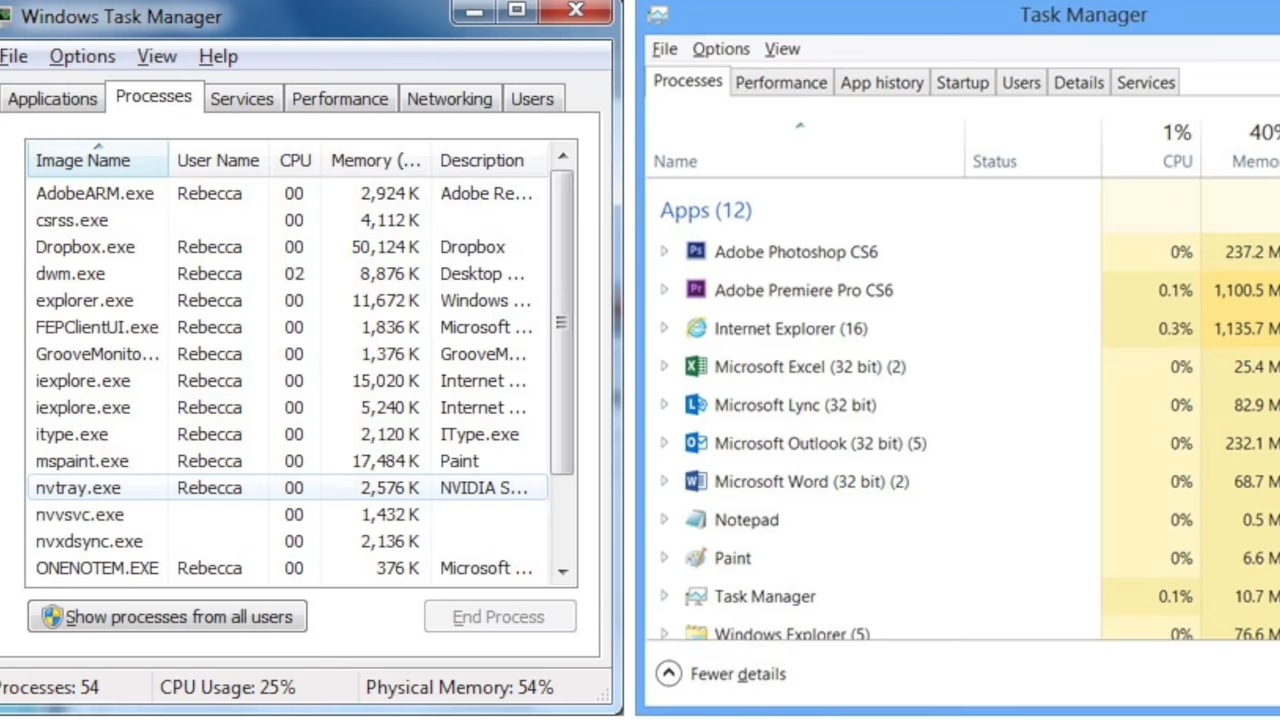 Windows Task Manager
File Options View Help
Applications Processes Services Performance Networking Users
Image Name User Name CPU Memory (... Description
AdobeARM.exe Rebecca 00 2,924 K Adobe Re...
csrss.exe 00 4,112 K
Dropbox.exe Rebecca 00 50,124 K Dropbox
dwm.exe Rebecca 02 8,876 K Desktop ...
explorer.exe Rebecca 00 11,672 K Windows ...
FEPClientUI.exe Rebecca 00 1,836 K Microsoft ...
GrooveMonito... Rebecca 00 1,376 K GrooveM...
iexplore.exe Rebecca 00 15,020 K Internet ...
iexplore.exe Rebecca 00 5,240 K Internet ...
itype.exe Rebecca 00 2,120 K IType.exe
mspaint.exe Rebecca 00 17,484 K Paint
nvtray.exe Rebecca 00 2,576 K NVIDIA S...
nvvsvc.exe 00 1,432 K
nvxdsync.exe 00 2,136 K
ONENOTEM.EXE Rebecca 00 376 K Microsoft ...
Show processes from all users End Process
Processes: 54 CPU Usage: 25% Physical Memory: 54%
Task Manager
File Options View
Processes Performance App history Startup Users Details Services
1% 40%
Name Status CPU Memo
Apps (12)
Ps Adobe Photoshop CS6 0% 237.2 M
Pr Adobe Premiere Pro CS6 0.1% 1,100.5 M
Internet Explorer (16) 0.3% 1,135.7 M
Microsoft Excel (32 bit) (2) 0% 25.4 M
Microsoft Lync (32 bit) 0% 82.9 M
Microsoft Outlook (32 bit) (5) 0% 232.1 M
Microsoft Word (32 bit) (2) 0% 68.7 M
Notepad 0% 0.5 M
Paint 0% 6.6 M
Task Manager 0.1% 10.7 M
Windows Explorer (5) 0% 76.6 M
Fewer details